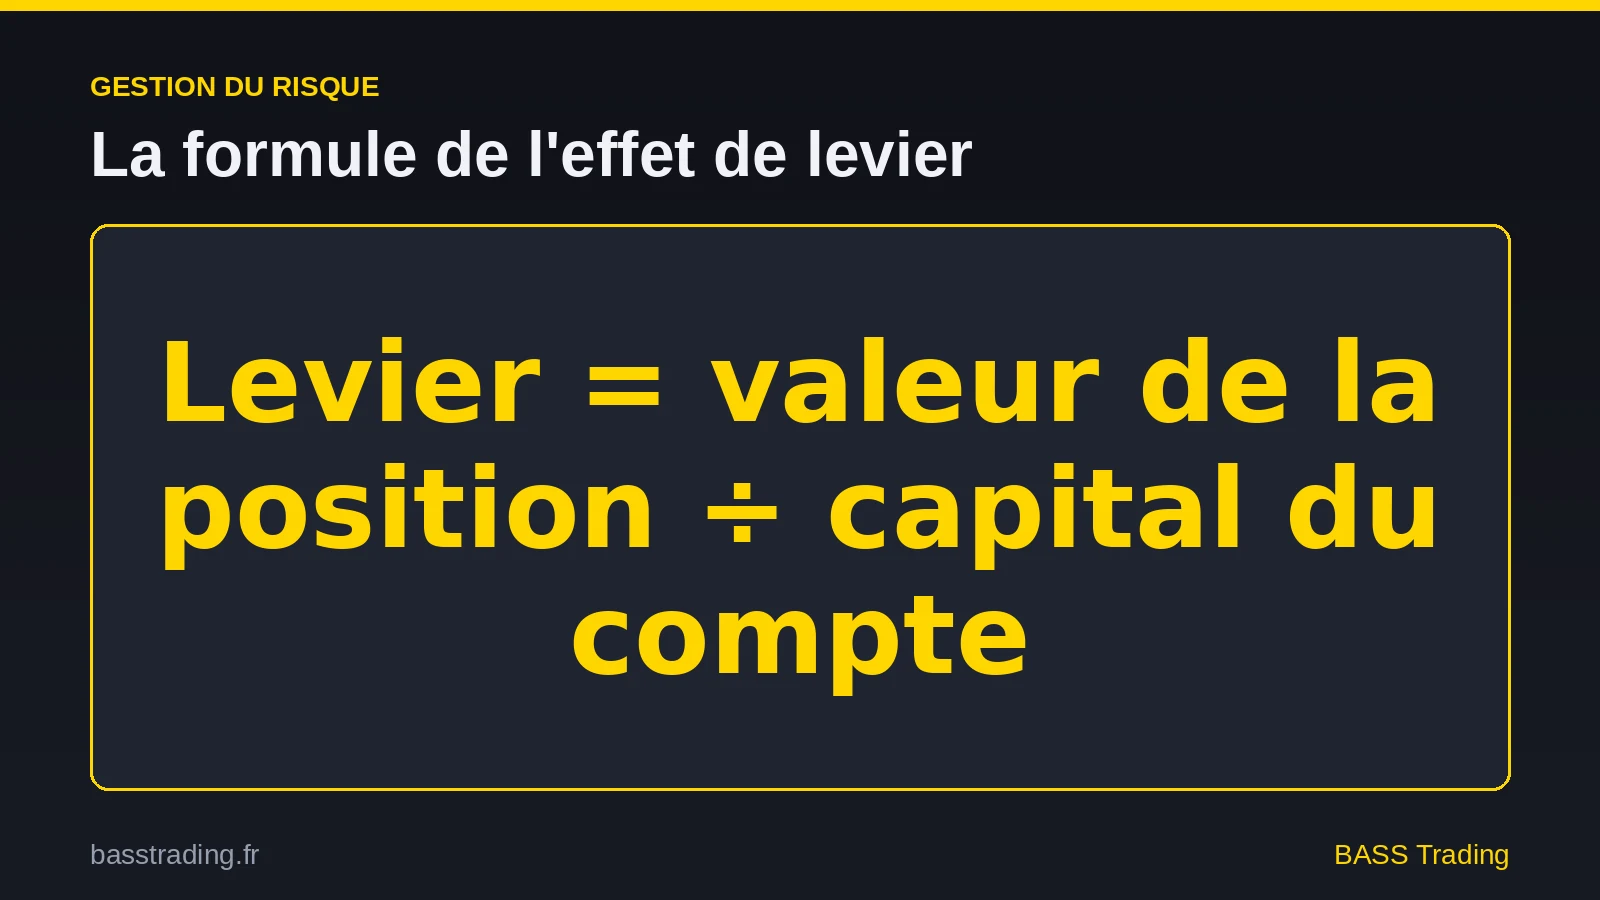 GESTION DU RISQUE
La formule de l'effet de levier
Levier = valeur de la
position ÷ capital du
compte
basstrading.fr
BASS Trading